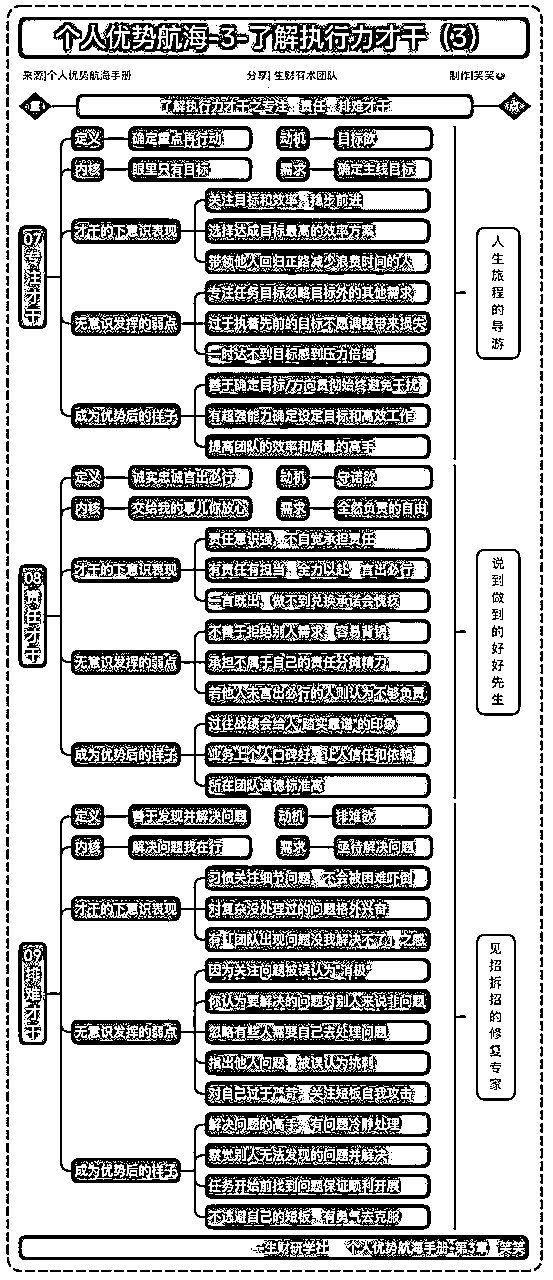 个人优势航海-3-了解执行力才干（3）
来源|个人优势航海手册
分享| 生财有术团队
制作|笑笑
了解执行力才干之专注、责任、排难才干
07专注才干
定义 确定重点再行动 动机 目标欲
内核 眼里只有目标 需求 确定主线目标
才干的下意识表现
关注目标和效率、稳步前进
选择达成目标最高的效率方案
带领他人回归正路减少浪费时间的人
无意识发挥的弱点
专注任务目标忽略目标外的其他需求
过于执着先前的目标不愿调整带来损失
一时达不到目标感到压力倍增
成为优势后的样子
善于确定目标/方向贯彻始终避免干扰
有超强能力确定设定目标和高效工作
提高团队的效率和质量的高手
人生旅程的导游
08责任才干
定义 诚实忠诚言出必行 动机 守诺欲
内核 交给我的事儿你放心 需求 全然负责的自由
才干的下意识表现
责任意识强、不自觉承担责任
有责任有担当、全力以赴、言出必行
一言既出、做不到兑换承诺会愧疚
无意识发挥的弱点
不善于拒绝别人需求、容易背锅
承担不属于自己的责任分摊精力
若他人未言出必行的人则认为不够负责
成为优势后的样子
过往战绩会给人"踏实靠谱"的印象
业务上个人口碑好、让人信任和依赖
所在团队道德标准高
说到做到的好好先生
09排难才干
定义 善于发现并解决问题 动机 排难欲
内核 解决问题我在行 需求 亟待解决问题
才干的下意识表现
习惯关注细节问题、不会被困难吓倒
对复杂没处理过的问题格外兴奋
有种团队出现问题没我解决不了的之感
无意识发挥的弱点
因为关注问题被误认为"消极"
你认为要解决的问题对别人来说非问题
忽略有些人需要自己去处理问题
指出他人问题、被误认为挑剔
对自己过于严苛、关注短板自我攻击
成为优势后的样子
解决问题的高手、有问题冷静处理
察觉别人无法发现的问题并解决
任务开始前找到问题保证顺利开展
不逃避自己的短板、有勇气去克服
见招拆招的修复专家
生财玩学社 个人优势航海手册-第3章 笑笑